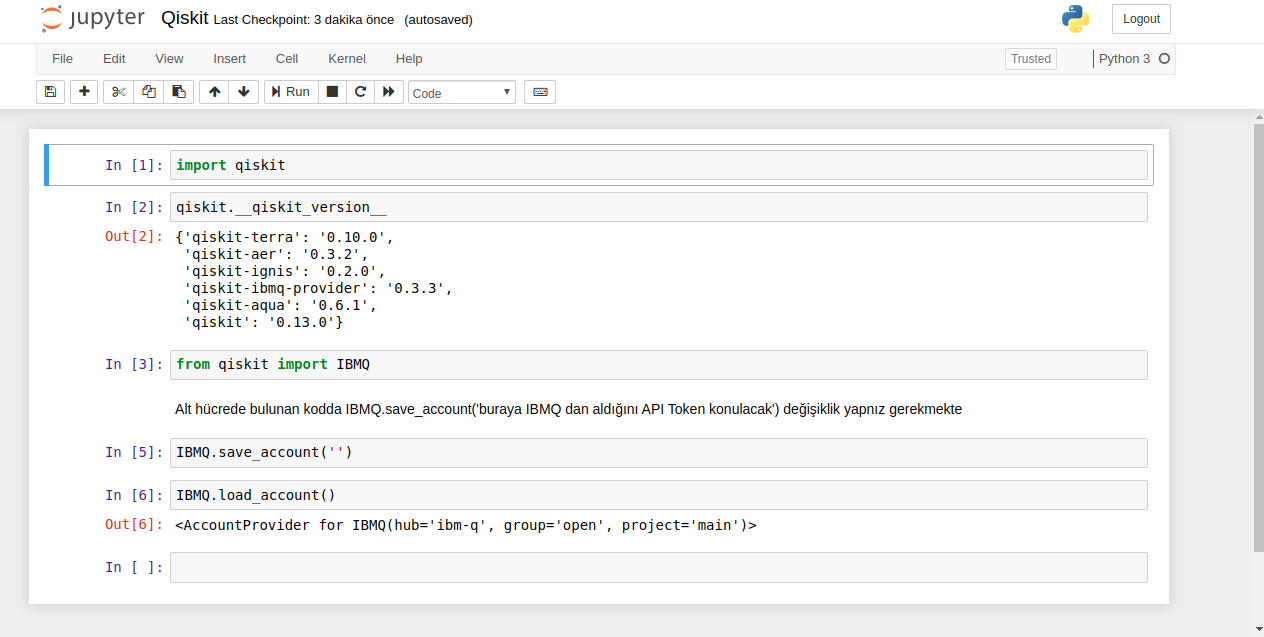 jupyter Qiskit Last Checkpoint: 3 dakika önce (autosaved) Logout
File Edit View Insert Cell Kernel Help Trusted Python 3
Run Code
In [1]: import qiskit
In [2]: qiskit.__qiskit_version__
Out[2]: {'qiskit-terra': '0.10.0',
'qiskit-aer': '0.3.2',
'qiskit-ignis': '0.2.0',
'qiskit-ibmq-provider': '0.3.3',
'qiskit-aqua': '0.6.1',
'qiskit': '0.13.0'}
In [3]: from qiskit import IBMQ
Alt hücrede bulunan kodda IBMQ.save_account('buraya IBMQ dan aldığını API Token konulacak') değişiklik yapnız gerekmekte
In [5]: IBMQ.save_account('')
In [6]: IBMQ.load_account()
Out[6]: <AccountProvider for IBMQ(hub='ibm-q', group='open', project='main')>
In [ ]: